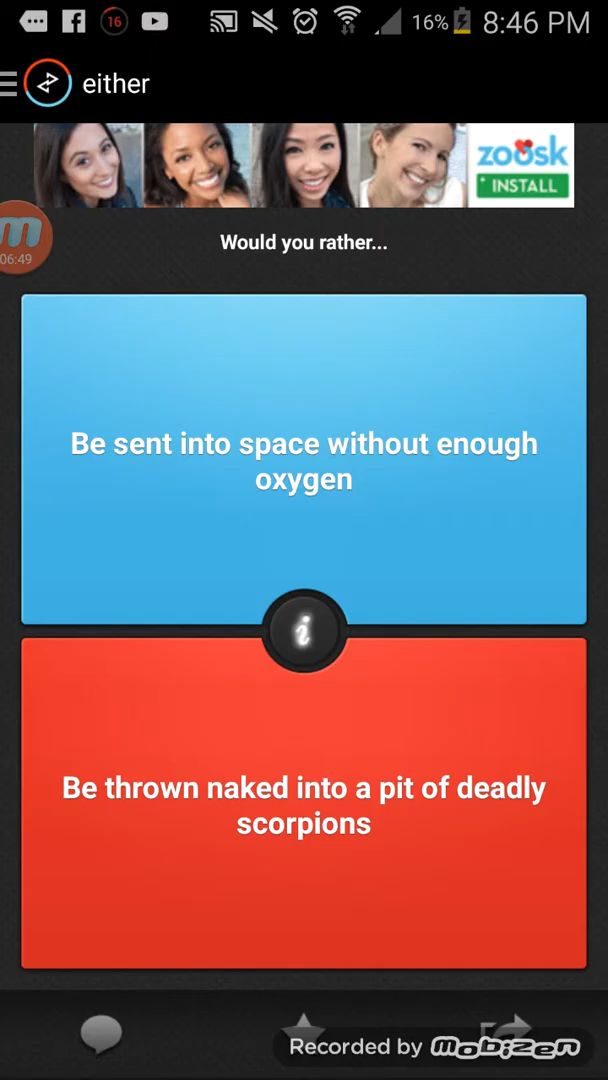 16
16%
8:46 PM
either
zoosk
INSTALL
m
06:49
Would you rather...
Be sent into space without enough
oxygen
i
Be thrown naked into a pit of deadly
scorpions
Recorded by mobizen